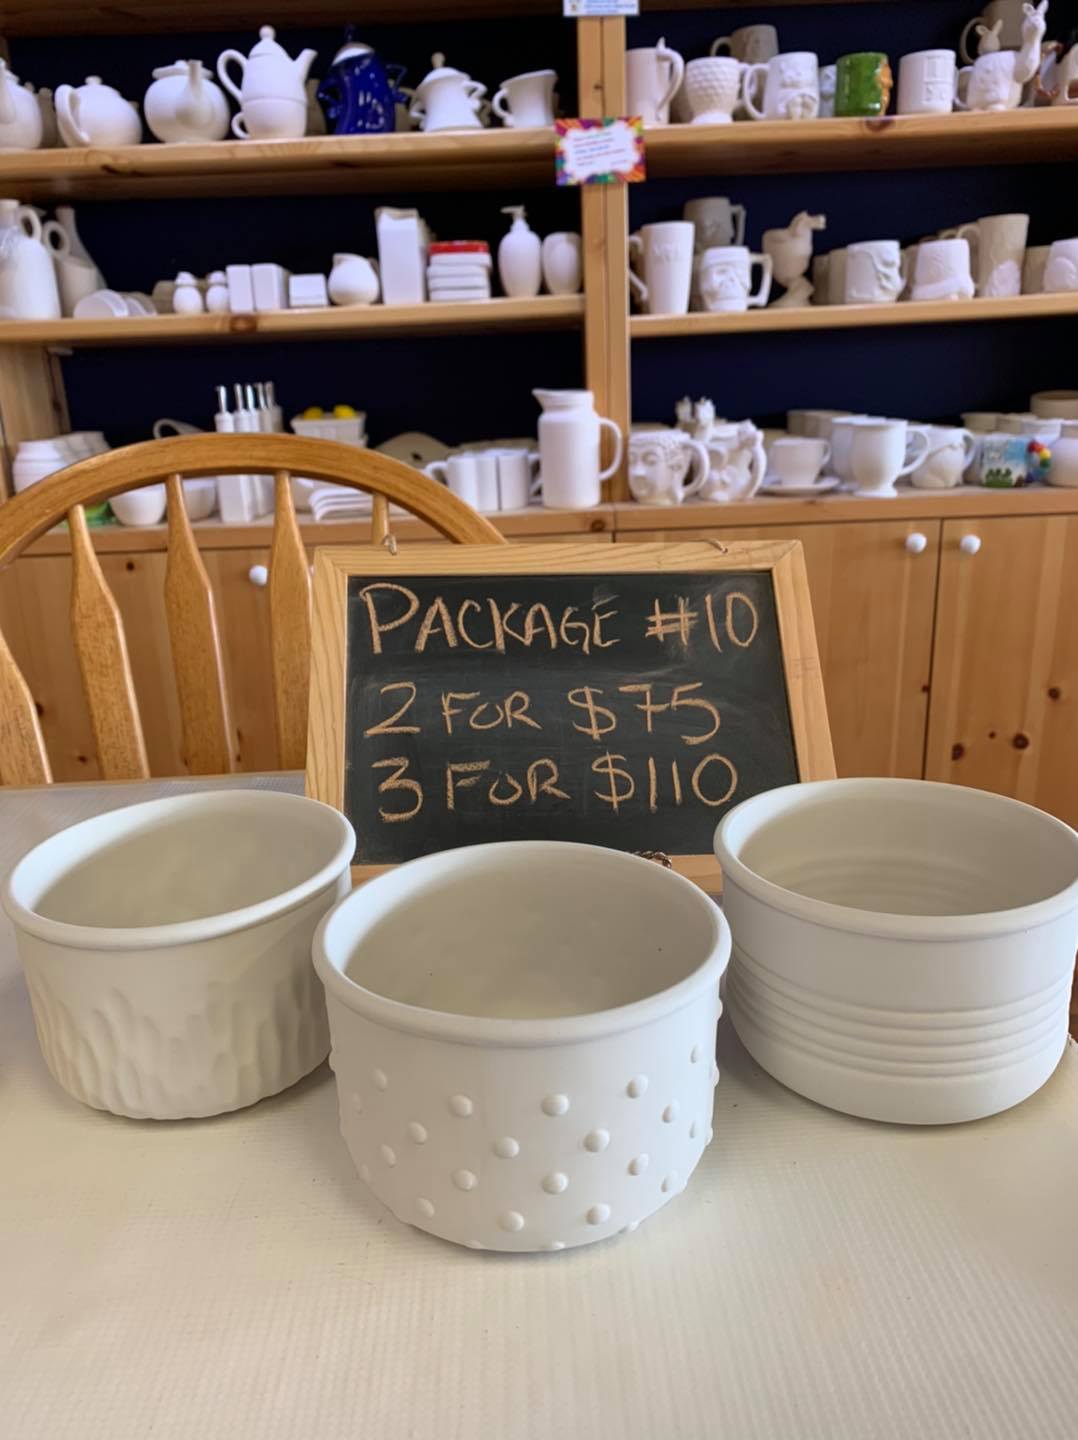 PACKAGE #10
2 FOR $75
3 FOR $110